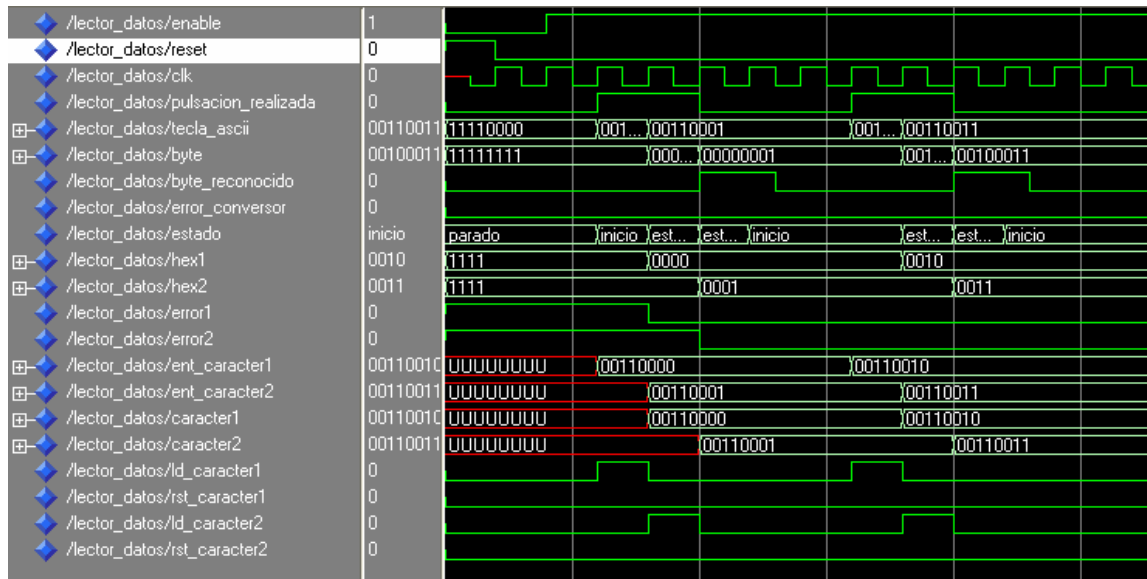 /lector_datos/enable 1
/lector_datos/reset 0
/lector_datos/clk 0
/lector_datos/pulsacion_realizada 0
/lector_datos/tecla_ascii 00110011 11110000 001... 00110001 001... 00110011
/lector_datos/byte 00100011 11111111 000... 00000001 001... 00100011
/lector_datos/byte_reconocido 0
/lector_datos/error_conversor 0
/lector_datos/estado inicio parado inicio est... est... inicio est... est... inicio
/lector_datos/hex1 0010 1111 0000 0010
/lector_datos/hex2 0011 1111 0001 0011
/lector_datos/error1 0
/lector_datos/error2 0
/lector_datos/ent_caracter1 00110010 UUUUUUUU 00110000 00110010
/lector_datos/ent_caracter2 00110011 UUUUUUUU 00110001 00110011
/lector_datos/caracter1 00110010 UUUUUUUU 00110000 00110010
/lector_datos/caracter2 00110011 UUUUUUUU 00110001 00110011
/lector_datos/ld_caracter1 0
/lector_datos/rst_caracter1 0
/lector_datos/ld_caracter2 0
/lector_datos/rst_caracter2 0